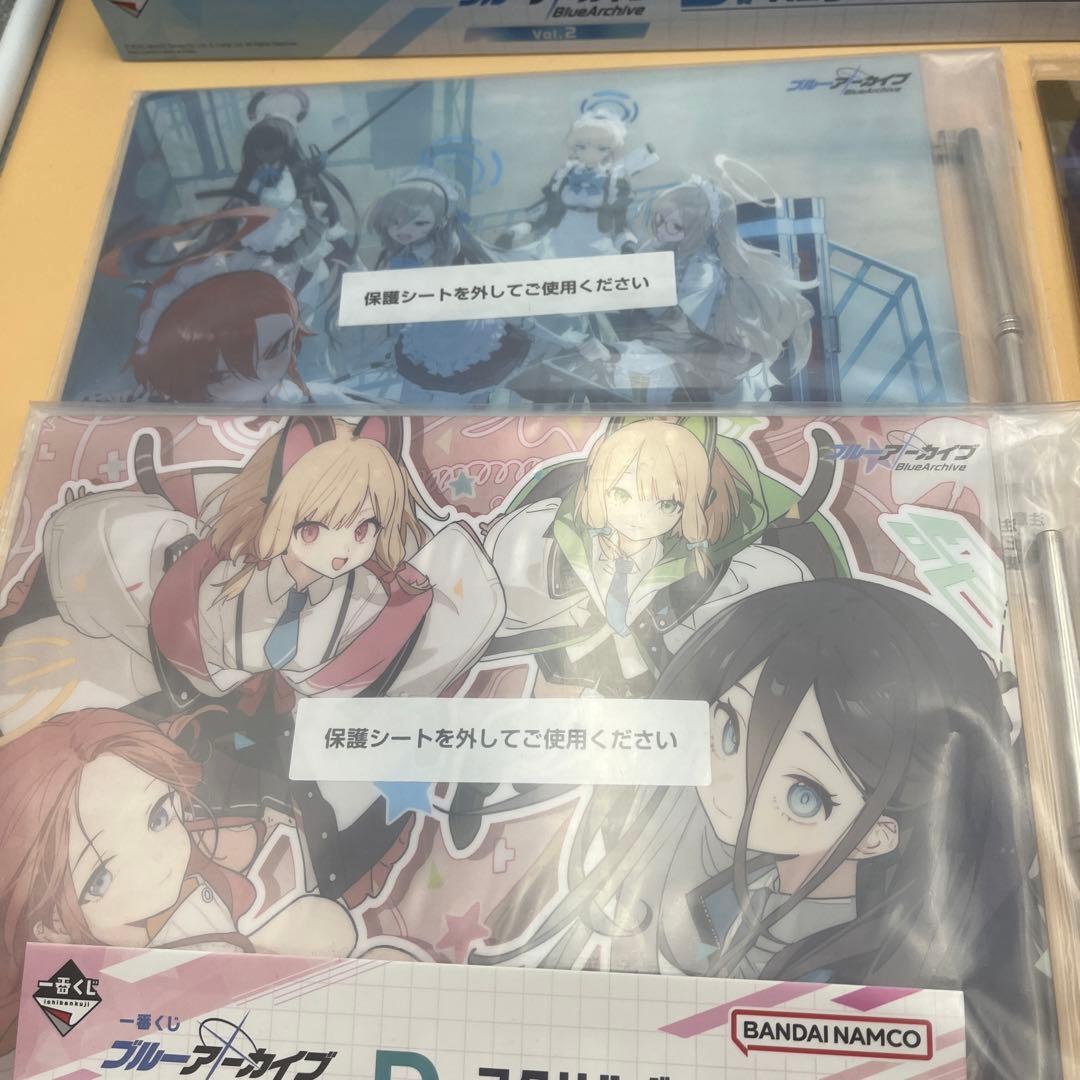 ブルーアーカイブ
BlueArchive
Vol.2
ブルーアーカイブ
BlueArchive
保護シートを外してご使用ください
ブルーアーカイブ
BlueArchive
保護シートを外してご使用ください
一番くじ
ichibankuji
一番くじ
ブルーアーカイブ
BANDAI NAMCO